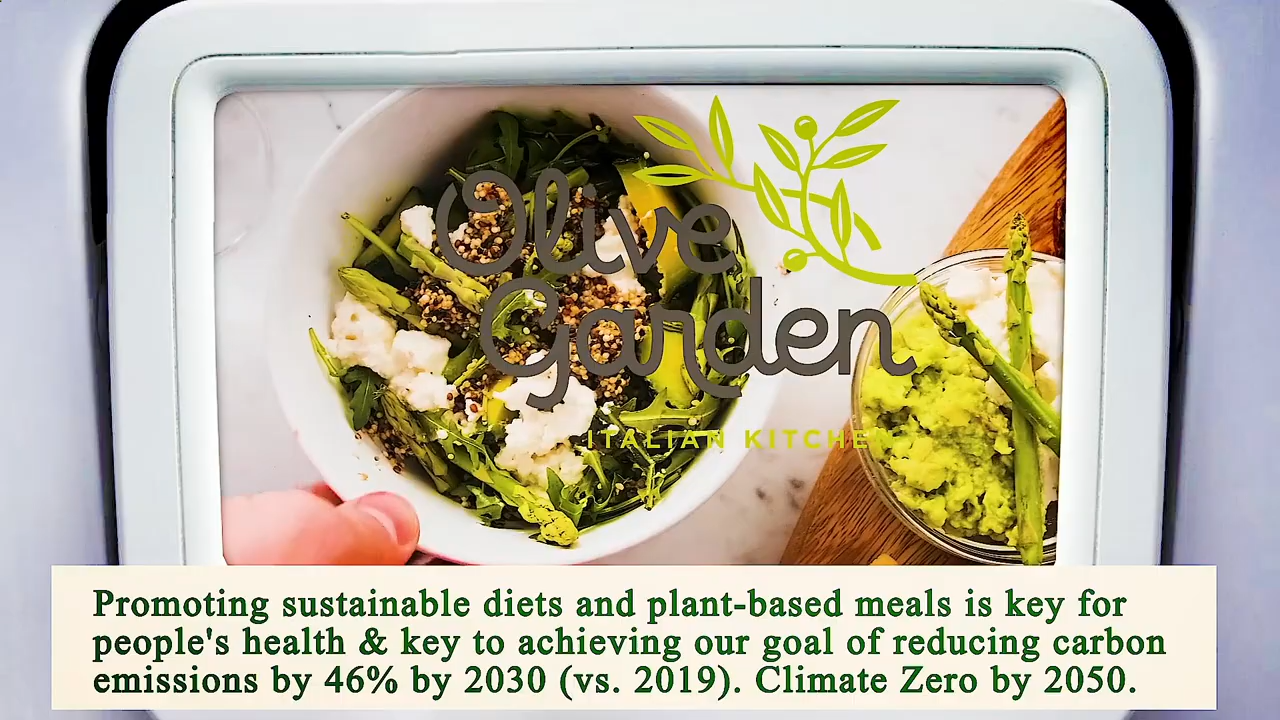 Olive
Garden
ITALIAN KITCHEN
Promoting sustainable diets and plant-based meals is key for
people's health & key to achieving our goal of reducing carbon
emissions by 46% by 2030 (vs. 2019). Climate Zero by 2050.